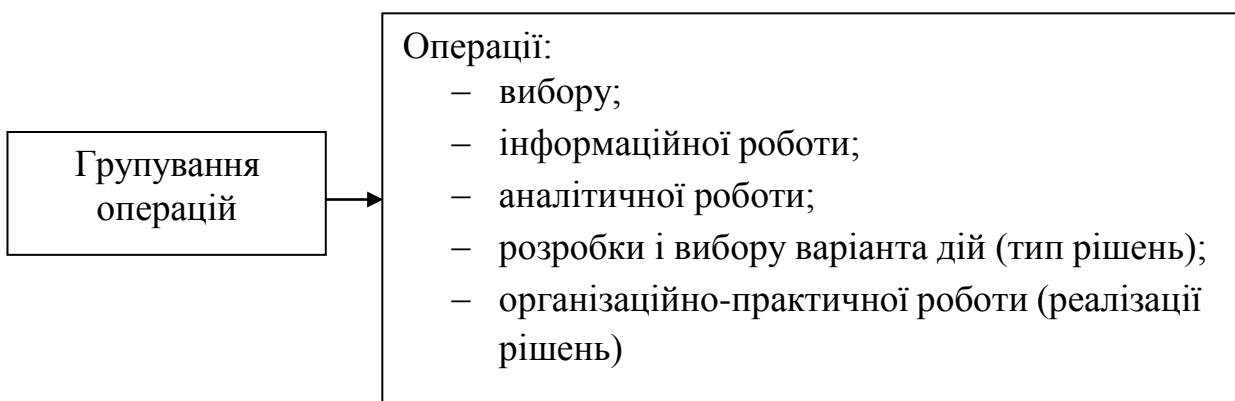 Групування
операцій
Операції:
– вибору;
– інформаційної роботи;
– аналітичної роботи;
– розробки і вибору варіанта дій (тип рішень);
– організаційно-практичної роботи (реалізації
рішень)